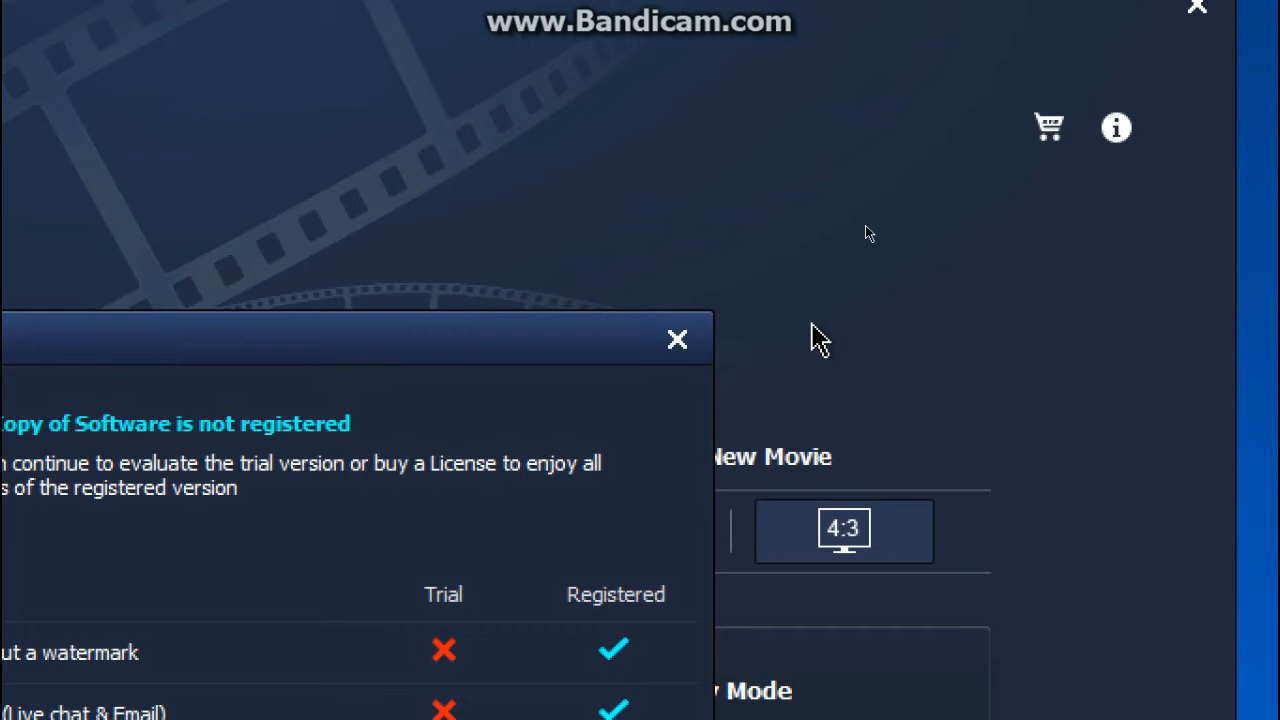 www.Bandicam.com
opy of Software is not registered
n continue to evaluate the trial version or buy a License to enjoy all
s of the registered version
New Movie
4:3
Trial Registered
ut a watermark
Mode
(Live chat & Email)